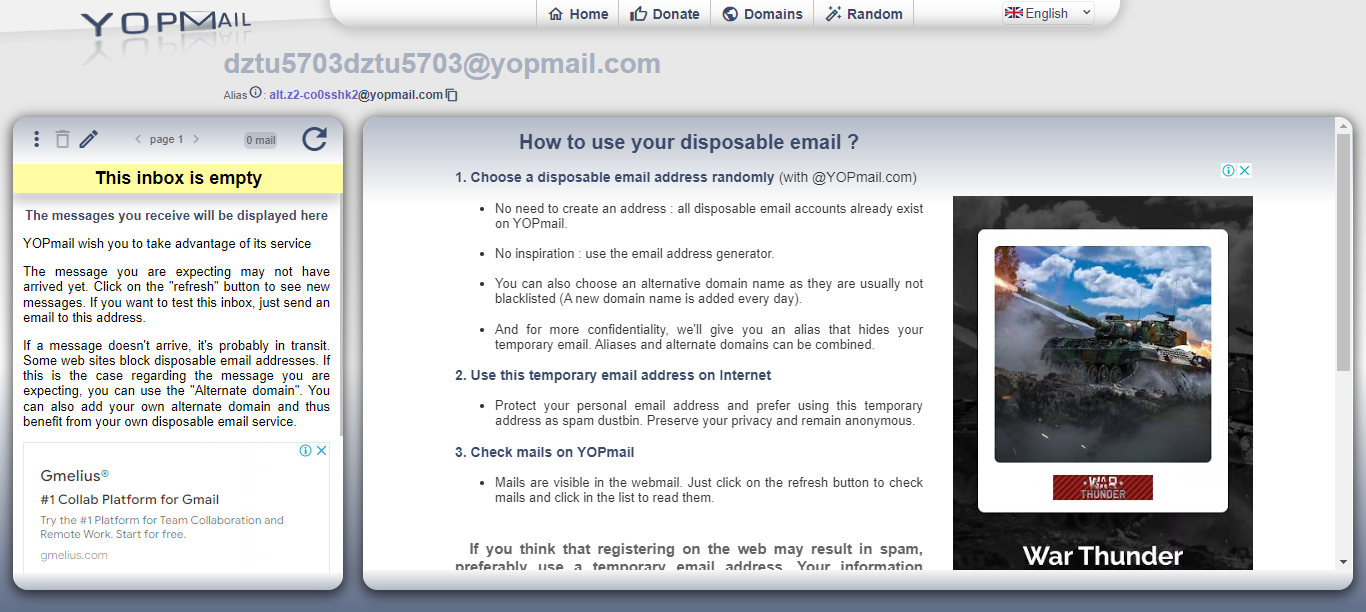 YOPMAIL
Home
Donate
Domains
Random
English
dztu5703dztu5703@yopmail.com
Alias : alt.z2-co0sshk2@yopmail.com
page 1
0 mail
This inbox is empty
The messages you receive will be displayed here
YOPmail wish you to take advantage of its service
The message you are expecting may not have
arrived yet. Click on the "refresh" button to see new
messages. If you want to test this inbox, just send an
email to this address.
If a message doesn't arrive, it's probably in transit.
Some web sites block disposable email addresses. If
this is the case regarding the message you are
expecting, you can use the "Alternate domain". You
can also add your own alternate domain and thus
benefit from your own disposable email service.
Gmelius®
#1 Collab Platform for Gmail
Try the #1 Platform for Team Collaboration and
Remote Work. Start for free.
gmelius.com
How to use your disposable email ?
1. Choose a disposable email address randomly (with @YOPmail.com)
• No need to create an address : all disposable email accounts already exist
on YOPmail.
• No inspiration : use the email address generator.
• You can also choose an alternative domain name as they are usually not
blacklisted (A new domain name is added every day).
• And for more confidentiality, we'll give you an alias that hides your
temporary email. Aliases and alternate domains can be combined.
2. Use this temporary email address on Internet
• Protect your personal email address and prefer using this temporary
address as spam dustbin. Preserve your privacy and remain anonymous.
3. Check mails on YOPmail
• Mails are visible in the webmail. Just click on the refresh button to check
mails and click in the list to read them.
If you think that registering on the web may result in spam,
preferably use a temporary email address. Your information
WAR
THUNDER
War Thunder